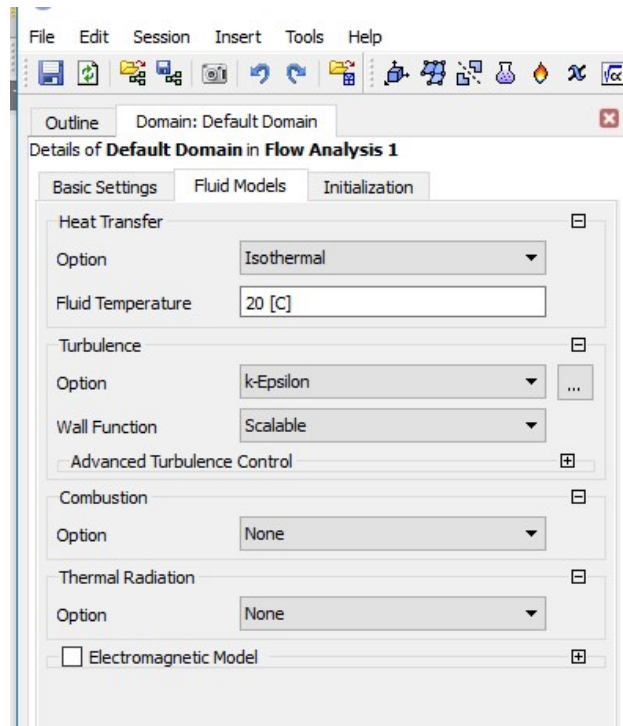 File Edit Session Insert Tools Help
Outline Domain: Default Domain
Details of Default Domain in Flow Analysis 1
Basic Settings Fluid Models Initialization
Heat Transfer
Option Isothermal
Fluid Temperature 20 [C]
Turbulence
Option k-Epsilon ...
Wall Function Scalable
Advanced Turbulence Control
Combustion
Option None
Thermal Radiation
Option None
Electromagnetic Model